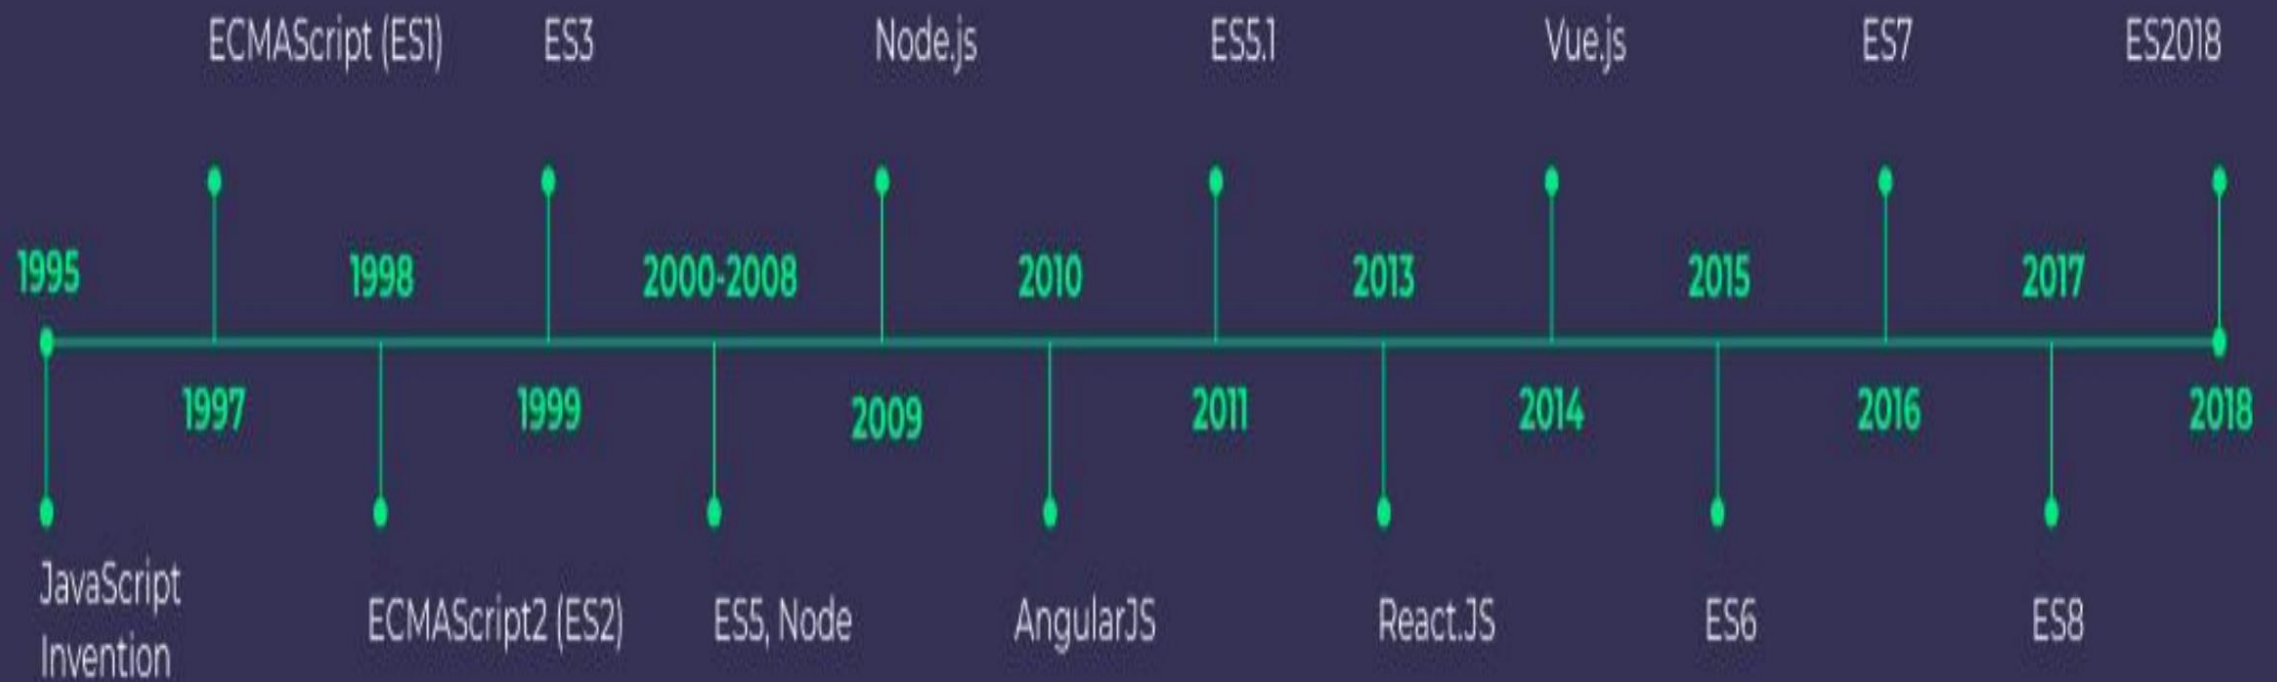 ECMAScript (ES1)
ES3
Node.js
ES5.1
Vue.js
ES7
ES2018
1995
1998
2000-2008
2010
2013
2015
2017
1997
1999
2009
2011
2014
2016
2018
JavaScript
Invention
ECMAScript2 (ES2)
ES5, Node
AngularJS
React.JS
ES6
ES8